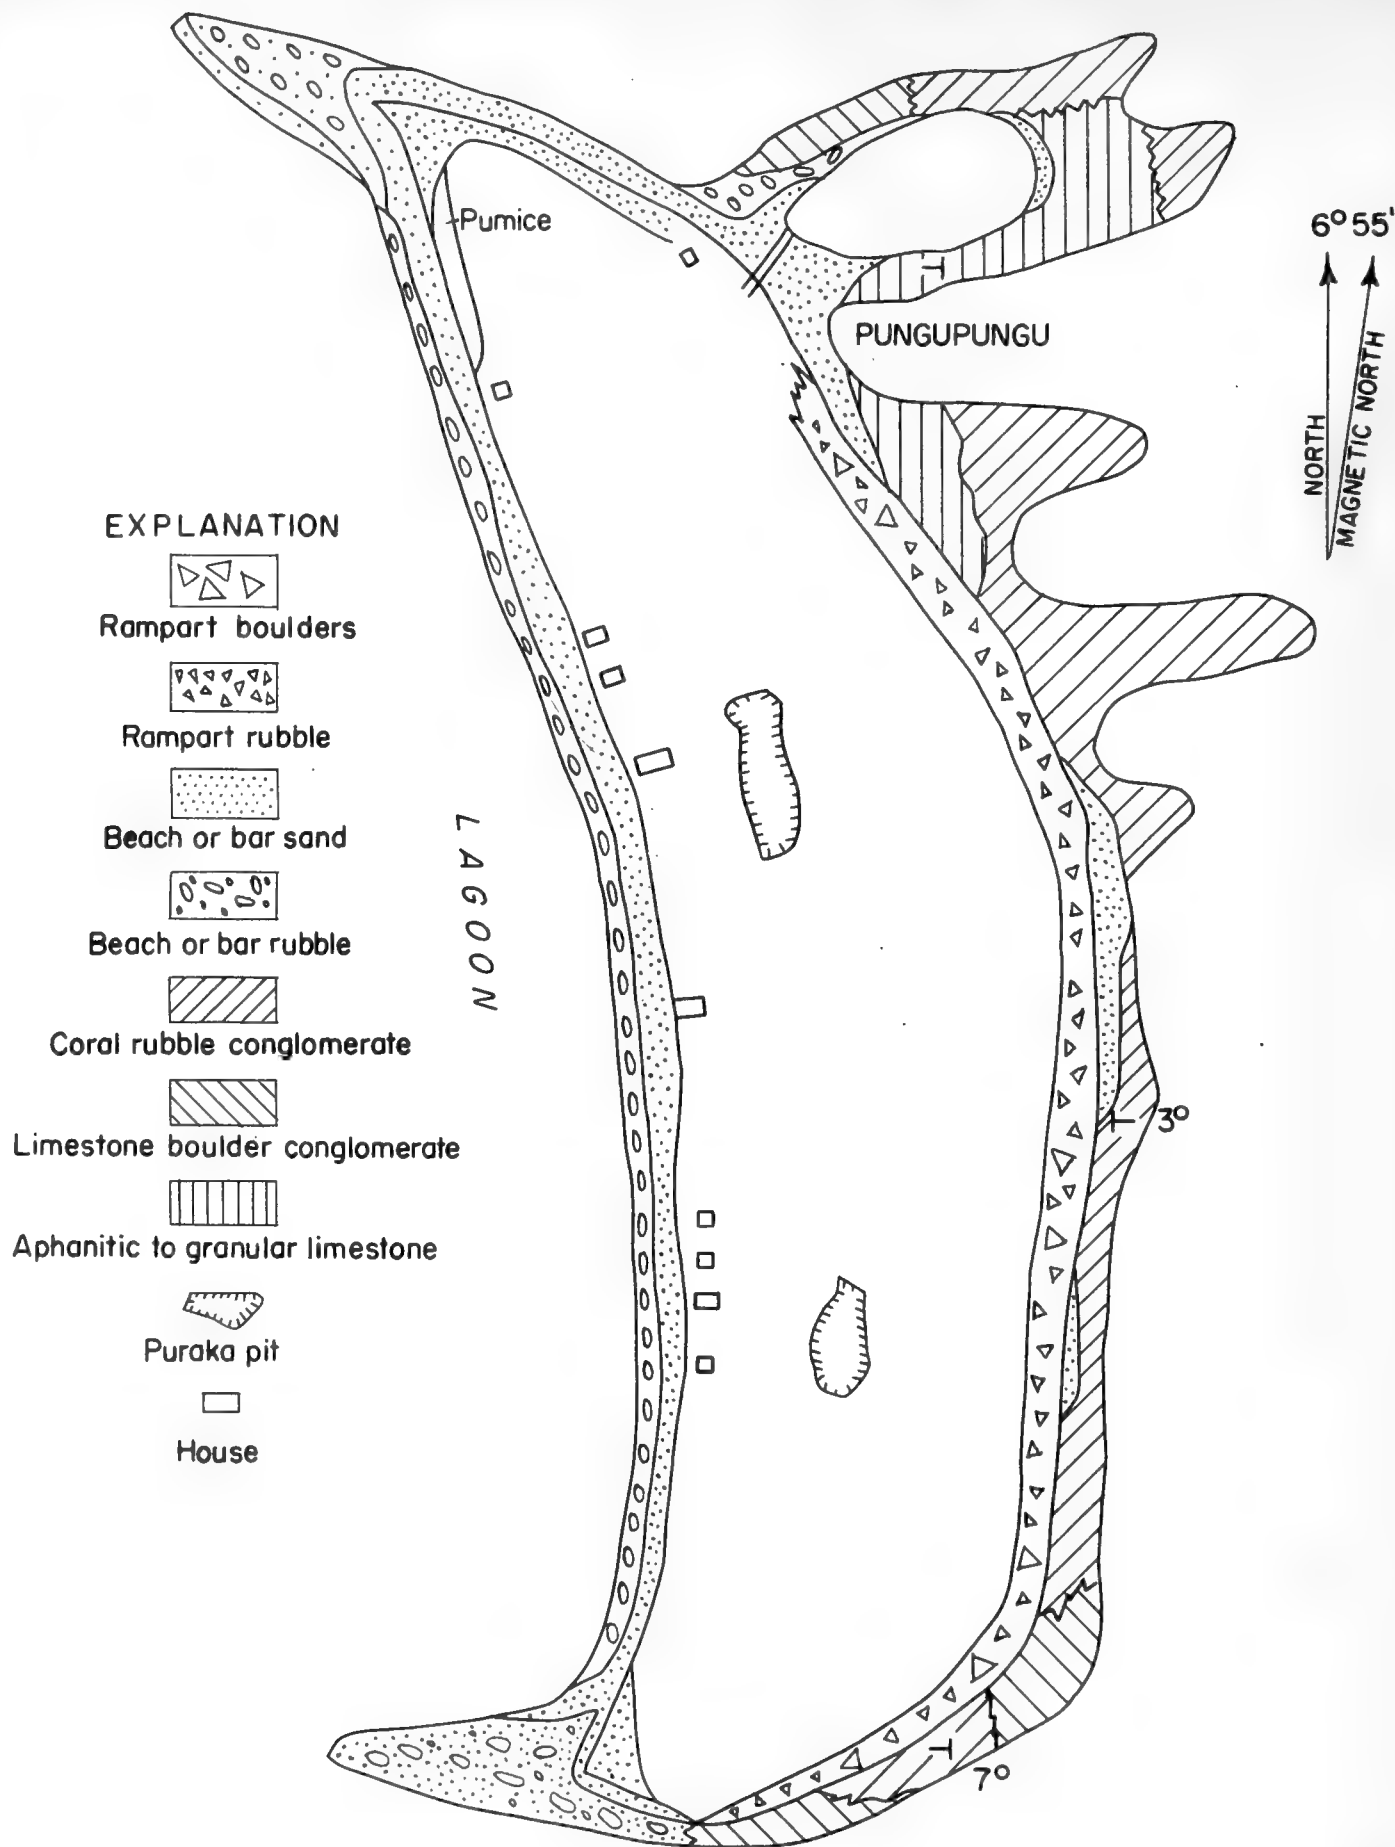 Pumice
6° 55'
PUNGUPUNGU
NORTH
MAGNETIC NORTH
EXPLANATION
Rampart boulders
Rampart rubble
Beach or bar sand
Beach or bar rubble
Coral rubble conglomerate
Limestone boulder conglomerate
Aphanitic to granular limestone
Puraka pit
House
LAGOON
3°
7°